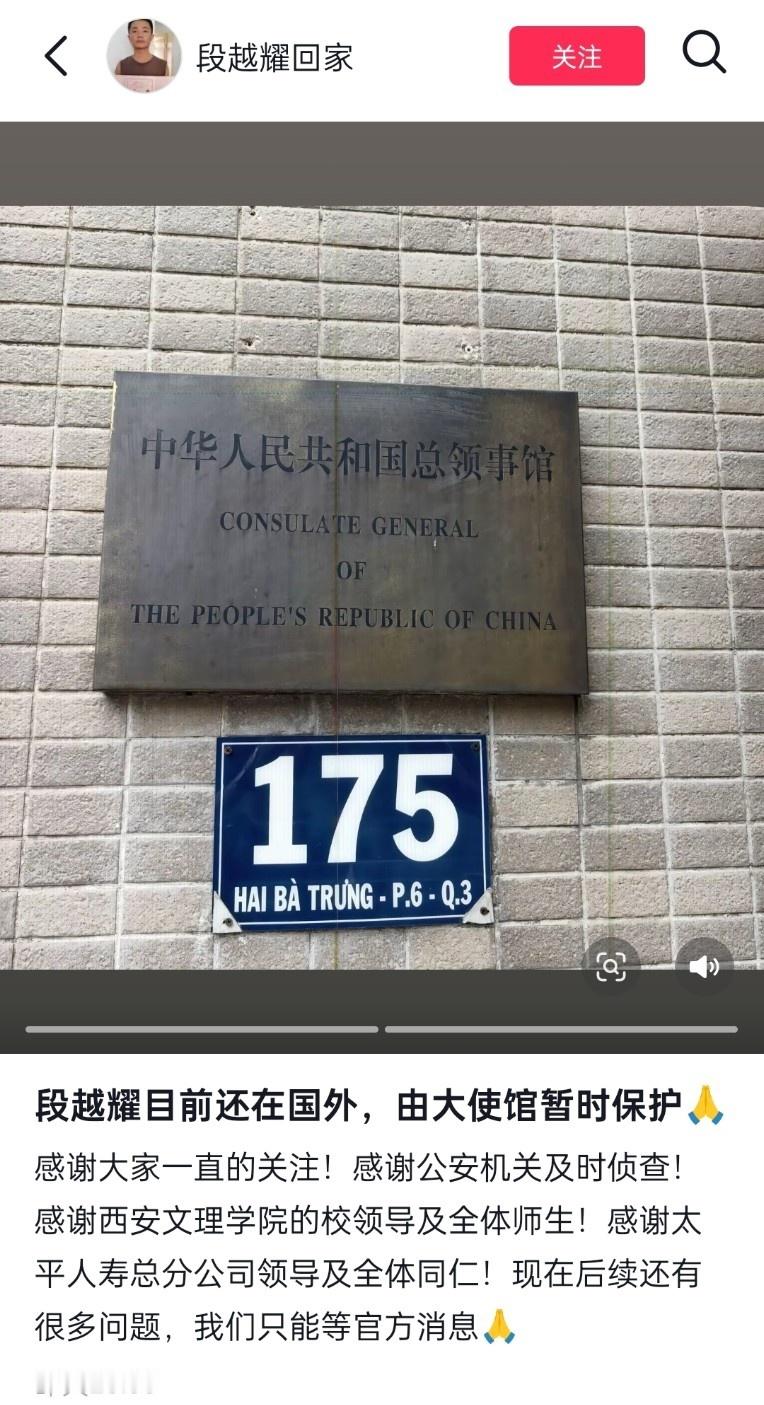 段越耀回家
关注
中华人民共和国总领事馆
CONSULATE GENERAL
OF
THE PEOPLE'S REPUBLIC OF CHINA
175
HAI BÀ TRƯNG - P.6 - Q.3
段越耀目前还在国外，由大使馆暂时保护🙏
感谢大家一直的关注！感谢公安机关及时侦查！
感谢西安文理学院的校领导及全体师生！感谢太
平人寿总分公司领导及全体同仁！现在后续还有
很多问题，我们只能等官方消息🙏